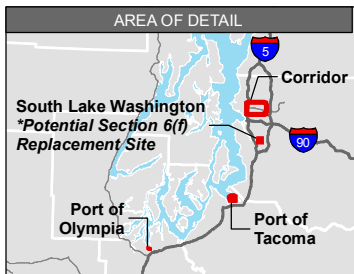 AREA OF DETAIL
5
Corridor
South Lake Washington
*Potential Section 6(f)
Replacement Site
90
Port of
Olympia
Port of
Tacoma